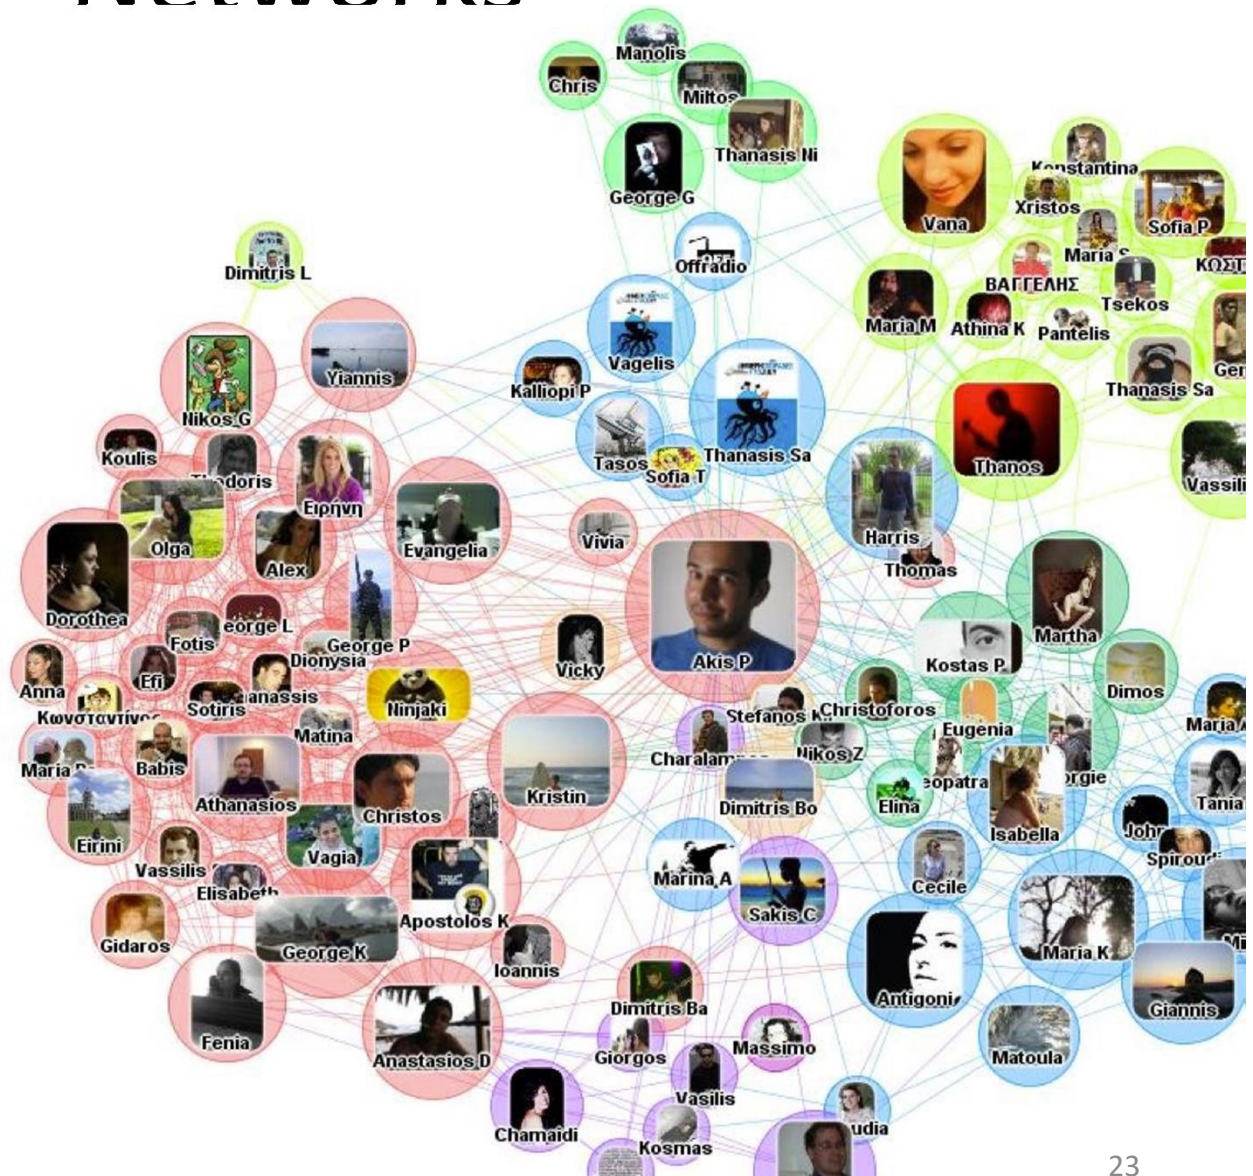 Networks
Manolis
Chris
Miltos
Thanasis Ni
George G
Konstantina
Xristos
Vana
Sofia P
Maria S
Offradio
Dimitris L
ΒΑΓΓΕΛΗΣ
Tsekos
Maria M
Athina K
Pantelis
Vagelis
Yiannis
Kalliopi P
Thanasis Sa
Nikos G
Thanasis Sa
Koulis
Tasos
Sofia T
Thanos
Ειρήνη
Harris
Vivia
Olga
Evangelia
Alex
Thomas
Dorothea
George P
Fotis
Martha
Dionysia
Akis P
Kostas P
Vicky
Efi
Anna
Dimos
Sotiris
Ninjaki
Stefanos
Christoforos
Eugenia
Matina
Charalam
Nikos Z
Babis
Athanasios
Christos
Kristin
Dimitris Bo
Elina
Tania
Isabella
Eirini
Vagia
Vassilis
Marina A
Cecile
Elisabeth
Apostolos K
Sakis C
Gidaros
George K
Ioannis
Maria K
Antigoni
Dimitris Ba
Giannis
Fenia
Anastasios D
Giorgos
Massimo
Matoula
Vasilis
Chamaidi
Kosmas
udia
23